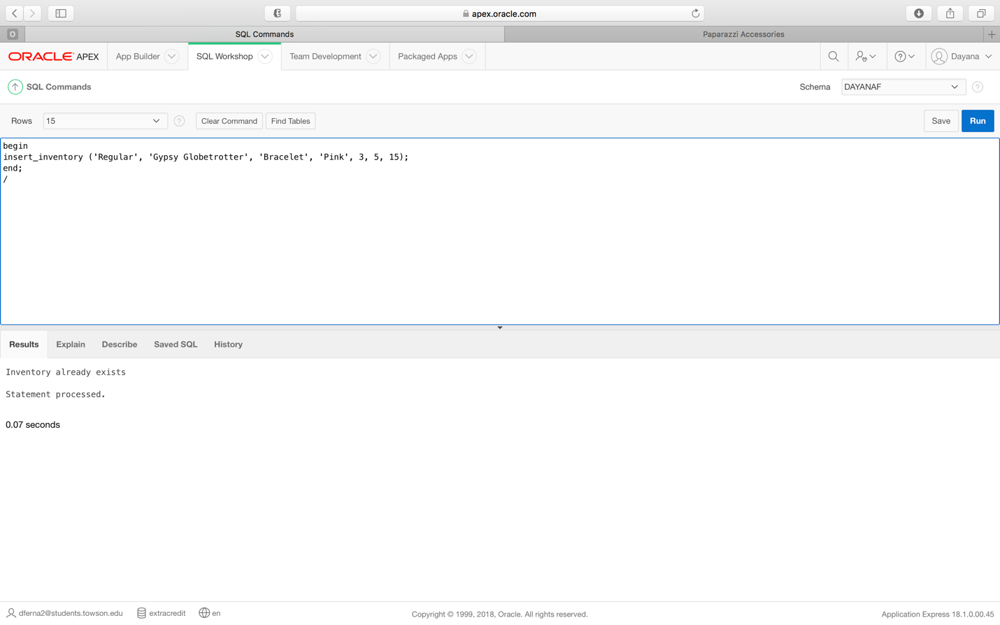 apex.oracle.com
O
SQL Commands
Paparazzi Accessories
ORACLE APEX
App Builder
SQL Workshop
Team Development
Packaged Apps
Dayana
SQL Commands
Schema
DAYANAF
?
Rows
15
?
Clear Command
Find Tables
Save
Run
begin
insert_inventory ('Regular', 'Gypsy Globetrotter', 'Bracelet', 'Pink', 3, 5, 15);
end;
/
Results
Explain
Describe
Saved SQL
History
Inventory already exists
Statement processed.
0.07 seconds
dferna2@students.towson.edu
extracredit
en
Copyright © 1999, 2018, Oracle. All rights reserved.
Application Express 18.1.0.00.45